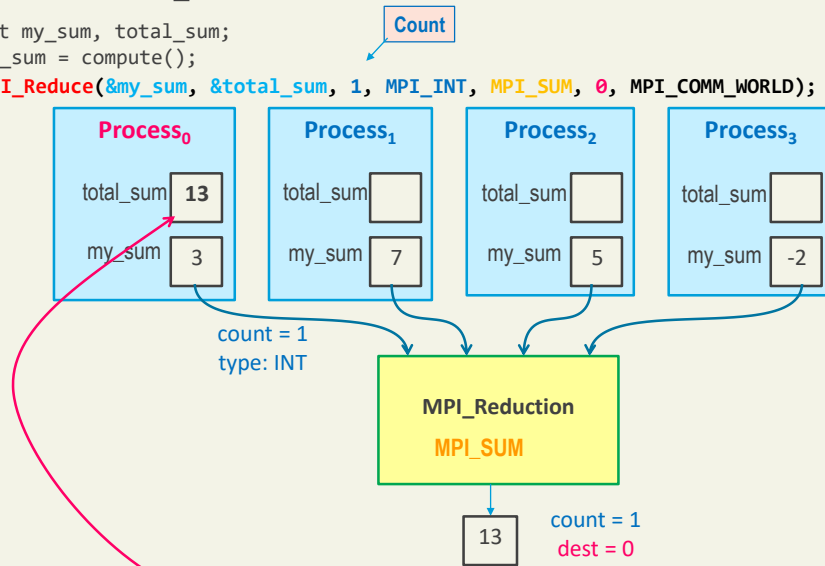 t my_sum, total_sum;
Count
_sum = compute();
I_Reduce(&my_sum, &total_sum, 1, MPI_INT, MPI_SUM, 0, MPI_COMM_WORLD);
Process0 Process1 Process2 Process3
total_sum 13 total_sum total_sum total_sum
my_sum 3 my_sum 7 my_sum 5 my_sum -2
count = 1
type: INT
MPI_Reduction
MPI_SUM
13
count = 1
dest = 0